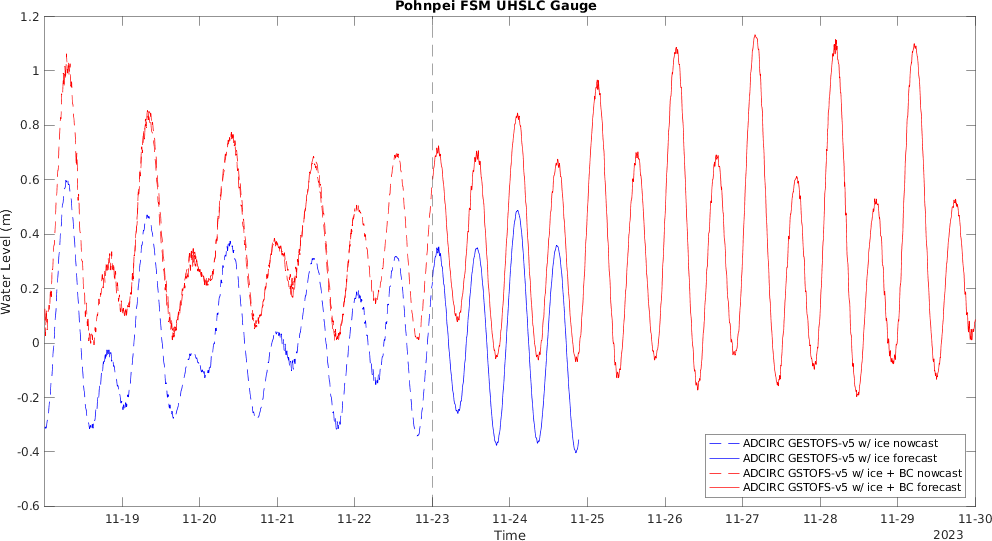 Pohnpei FSM UHSLC Gauge
1.2
1
0.8
0.6
0.4
0.2
0
-0.2
-0.4
-0.6
Water Level (m)
11-19 11-20 11-21 11-22 11-23 11-24 11-25 11-26 11-27 11-28 11-29 11-30
Time
2023
ADCIRC GESTOFS-v5 w/ ice nowcast
ADCIRC GESTOFS-v5 w/ ice forecast
ADCIRC GSTOFS-v5 w/ ice + BC nowcast
ADCIRC GSTOFS-v5 w/ ice + BC forecast